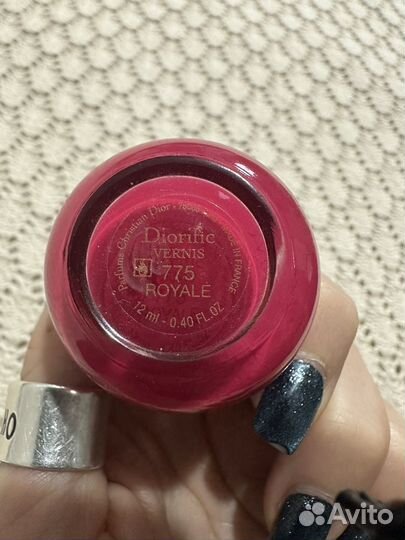 Parfums Christian Dior -
MADE IN FRANCE
Diorific
VERNIS
775
ROYALE
12 ml - 0.40 FL.OZ
Avito